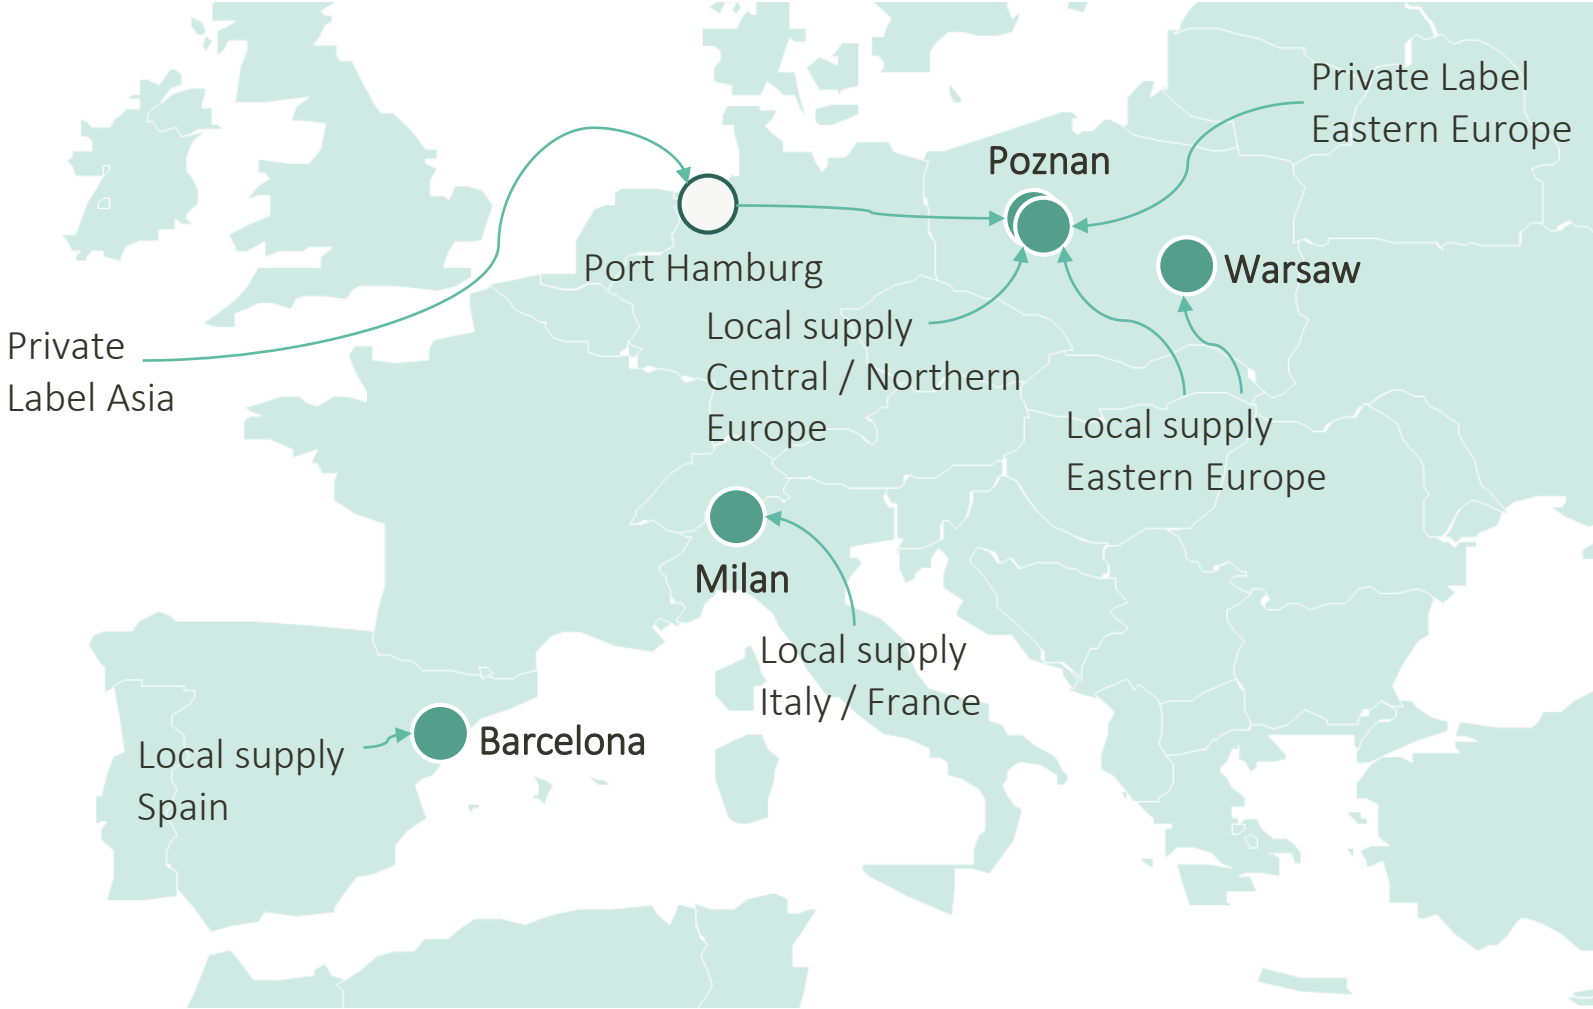 Private Label
Eastern Europe
Poznan
Warsaw
Port Hamburg
Local supply
Central / Northern
Europe
Private
Label Asia
Local supply
Eastern Europe
Milan
Local supply
Italy / France
Barcelona
Local supply
Spain